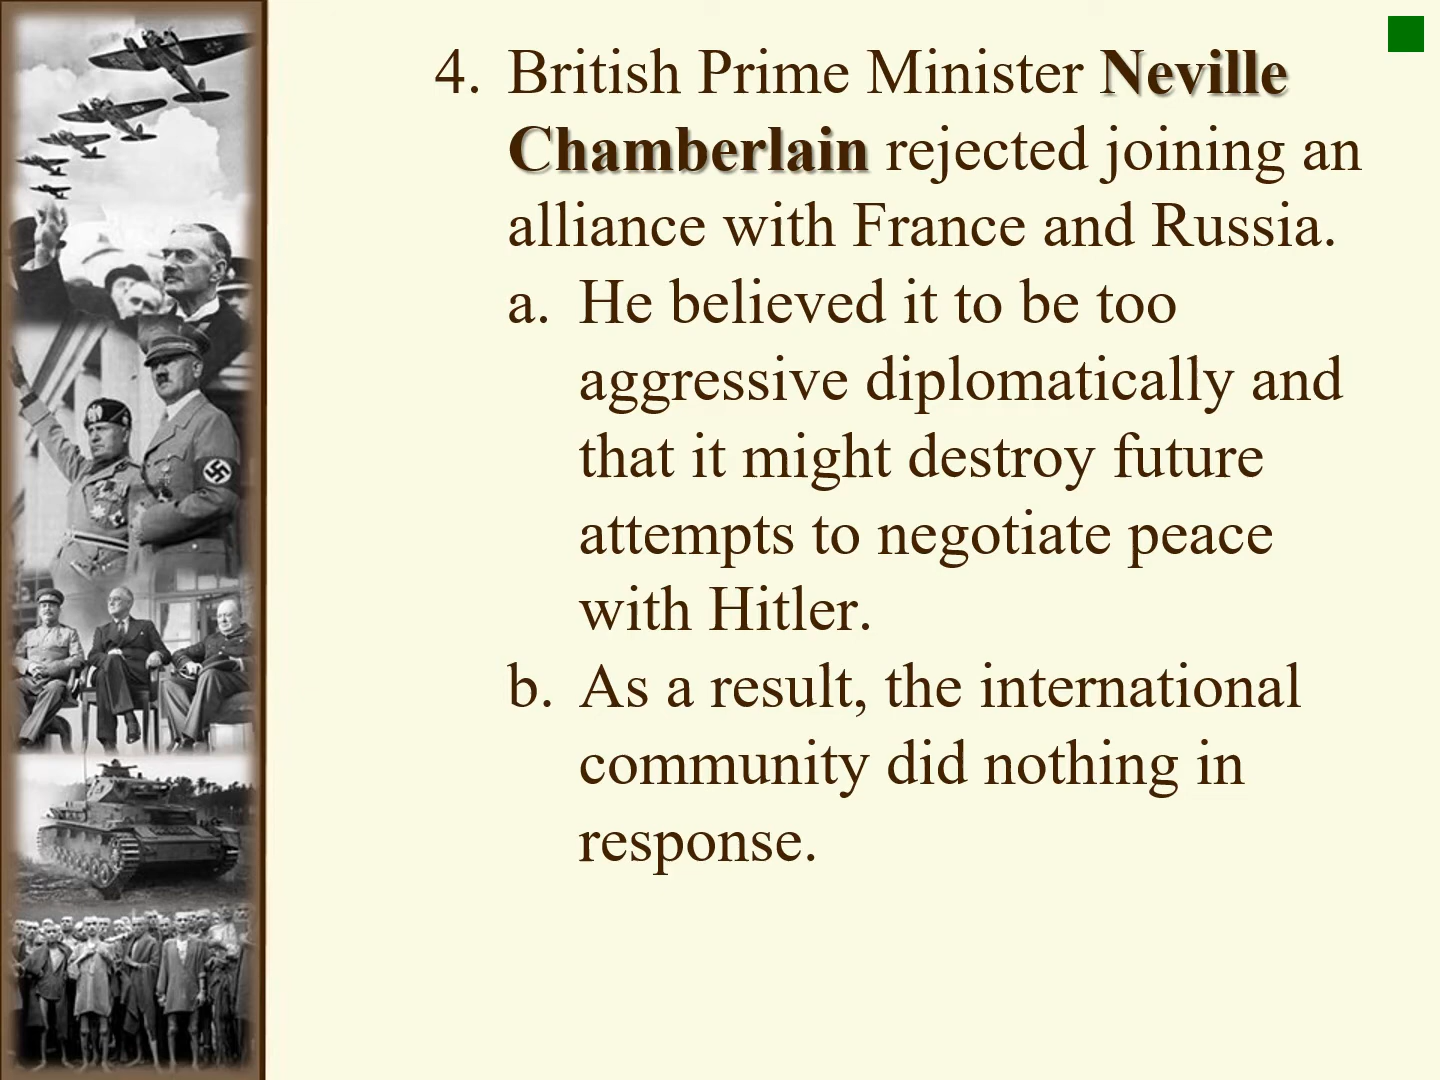 4. British Prime Minister Neville
Chamberlain rejected joining an
alliance with France and Russia.
a. He believed it to be too
aggressive diplomatically and
that it might destroy future
attempts to negotiate peace
with Hitler.
b. As a result, the international
community did nothing in
response.